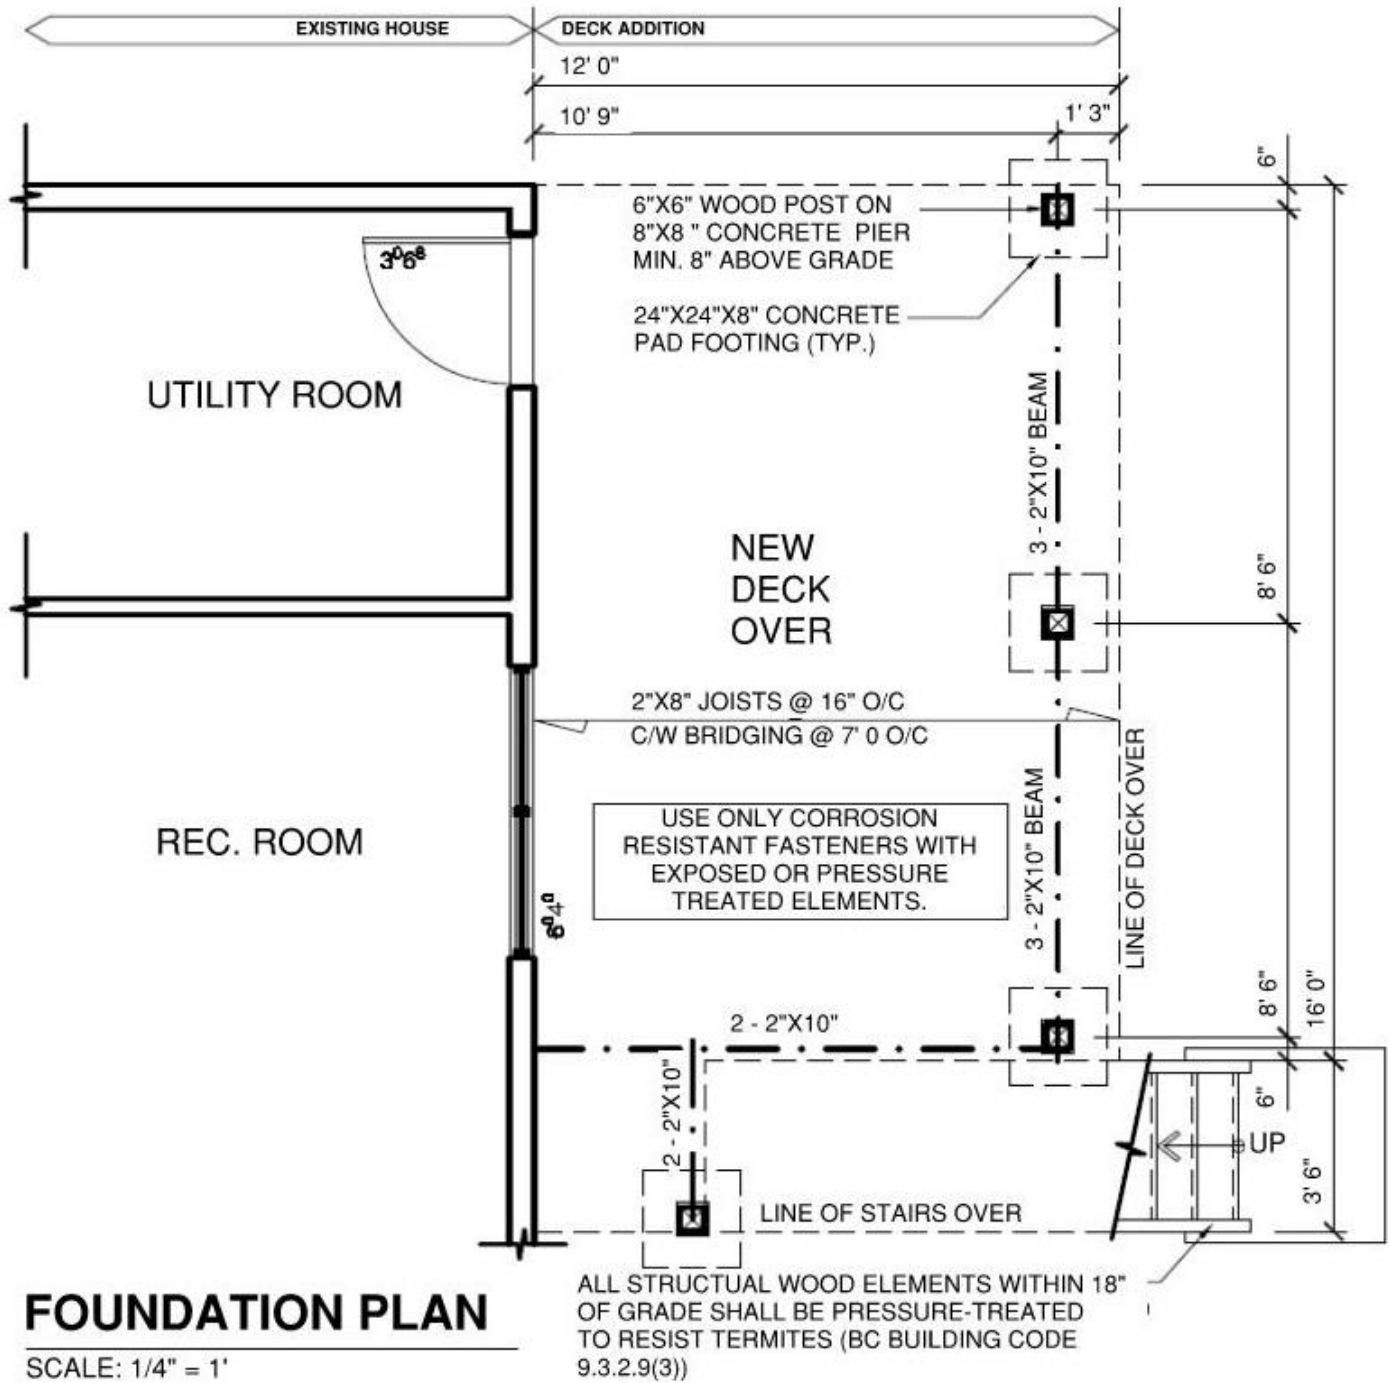 EXISTING HOUSE
DECK ADDITION
12' 0"
10' 9"
1' 3"
6"
6"X6" WOOD POST ON
8"X8 " CONCRETE PIER
MIN. 8" ABOVE GRADE
3⁰6⁸
24"X24"X8" CONCRETE
PAD FOOTING (TYP.)
UTILITY ROOM
3 - 2"X10" BEAM
NEW
DECK
OVER
8' 6"
2"X8" JOISTS @ 16" O/C
C/W BRIDGING @ 7' 0 O/C
REC. ROOM
USE ONLY CORROSION
RESISTANT FASTENERS WITH
EXPOSED OR PRESSURE
TREATED ELEMENTS.
3 - 2"X10" BEAM
LINE OF DECK OVER
6⁰4⁰
8' 6"
16' 0"
2 - 2"X10"
2 - 2"X10"
6"
UP
3' 6"
LINE OF STAIRS OVER
ALL STRUCTUAL WOOD ELEMENTS WITHIN 18"
OF GRADE SHALL BE PRESSURE-TREATED
TO RESIST TERMITES (BC BUILDING CODE
9.3.2.9(3))
FOUNDATION PLAN
SCALE: 1/4" = 1'